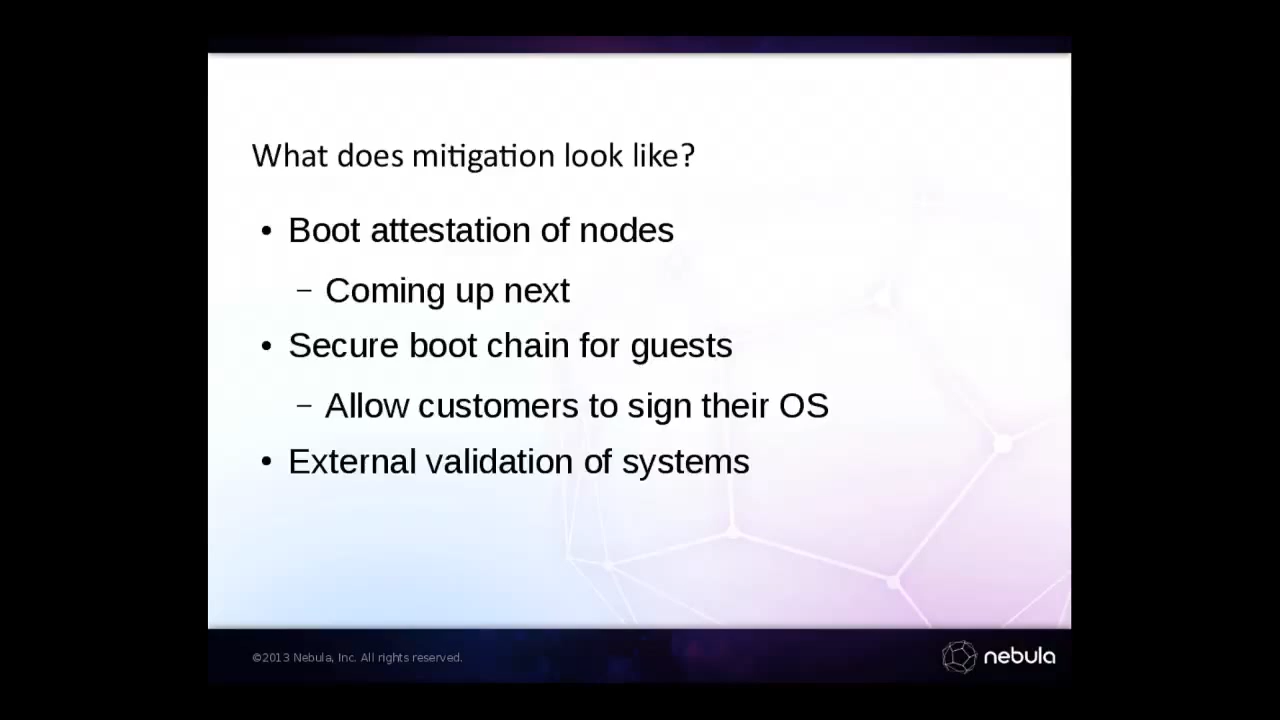 What does mitigation look like?
• Boot attestation of nodes
– Coming up next
• Secure boot chain for guests
– Allow customers to sign their OS
• External validation of systems
©2013 Nebula, Inc. All rights reserved.
nebula